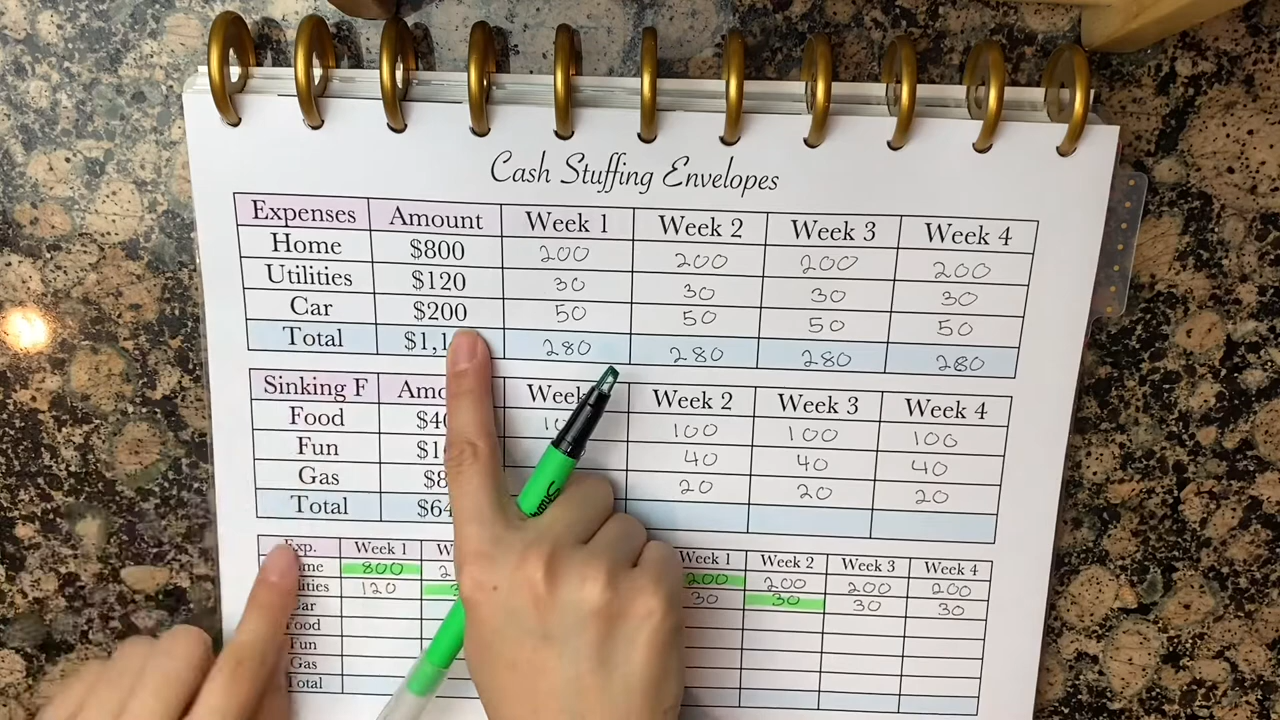 Cash Stuffing Envelopes
Expenses Amount Week 1 Week 2 Week 3 Week 4
Home $800 200 200 200 200
Utilities $120 30 30 30 30
Car $200 50 50 50 50
Total 280 280 280 280
Sinking F Week 2 Week 3 Week 4
Food 100 100 100
Fun 40 40 40
Gas 20 20 20
Total
Exp. Week 1 Week 1 Week 2 Week 3 Week 4
800 200 200 200 200
120 30 30 30 30
Food
Fun
Gas
Total